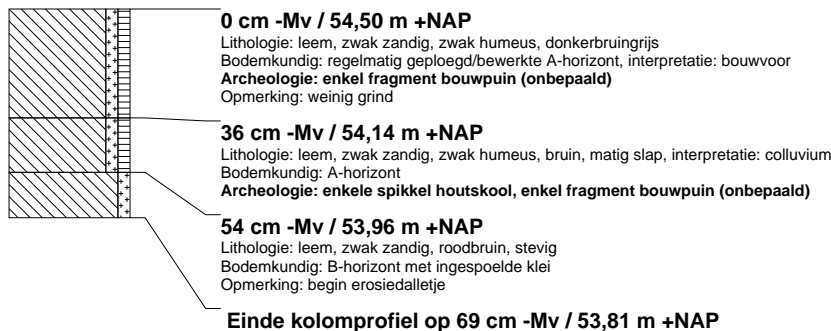 0 cm -Mv / 54,50 m +NAP
Lithologie: leem, zwak zandig, zwak humeus, donkerbruingrijs
Bodemkundig: regelmatig geploegd/bewerkte A-horizont, interpretatie: bouwvoor
Archeologie: enkel fragment bouwpuin (onbepaald)
Opmerking: weinig grind
36 cm -Mv / 54,14 m +NAP
Lithologie: leem, zwak zandig, zwak humeus, bruin, matig slap, interpretatie: colluvium
Bodemkundig: A-horizont
Archeologie: enkele spikkel houtskool, enkel fragment bouwpuin (onbepaald)
54 cm -Mv / 53,96 m +NAP
Lithologie: leem, zwak zandig, roodbruin, stevig
Bodemkundig: B-horizont met ingespoelde klei
Opmerking: begin erosiedalletje
Einde kolomprofiel op 69 cm -Mv / 53,81 m +NAP